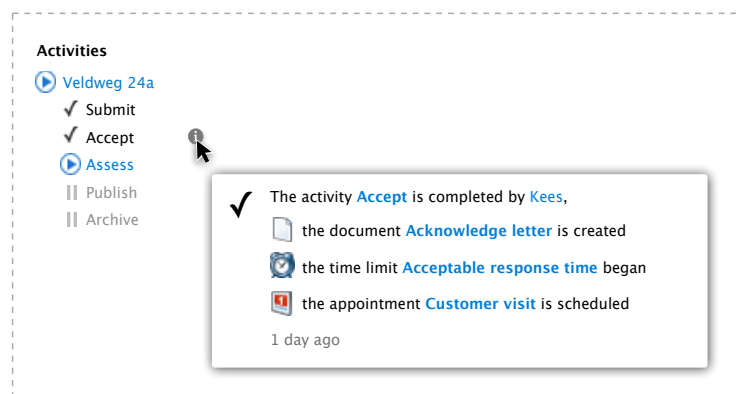 Activities
Veldweg 24a
Submit
Accept
Assess
Publish
Archive
The activity Accept is completed by Kees,
the document Acknowledge letter is created
the time limit Acceptable response time began
the appointment Customer visit is scheduled
1 day ago